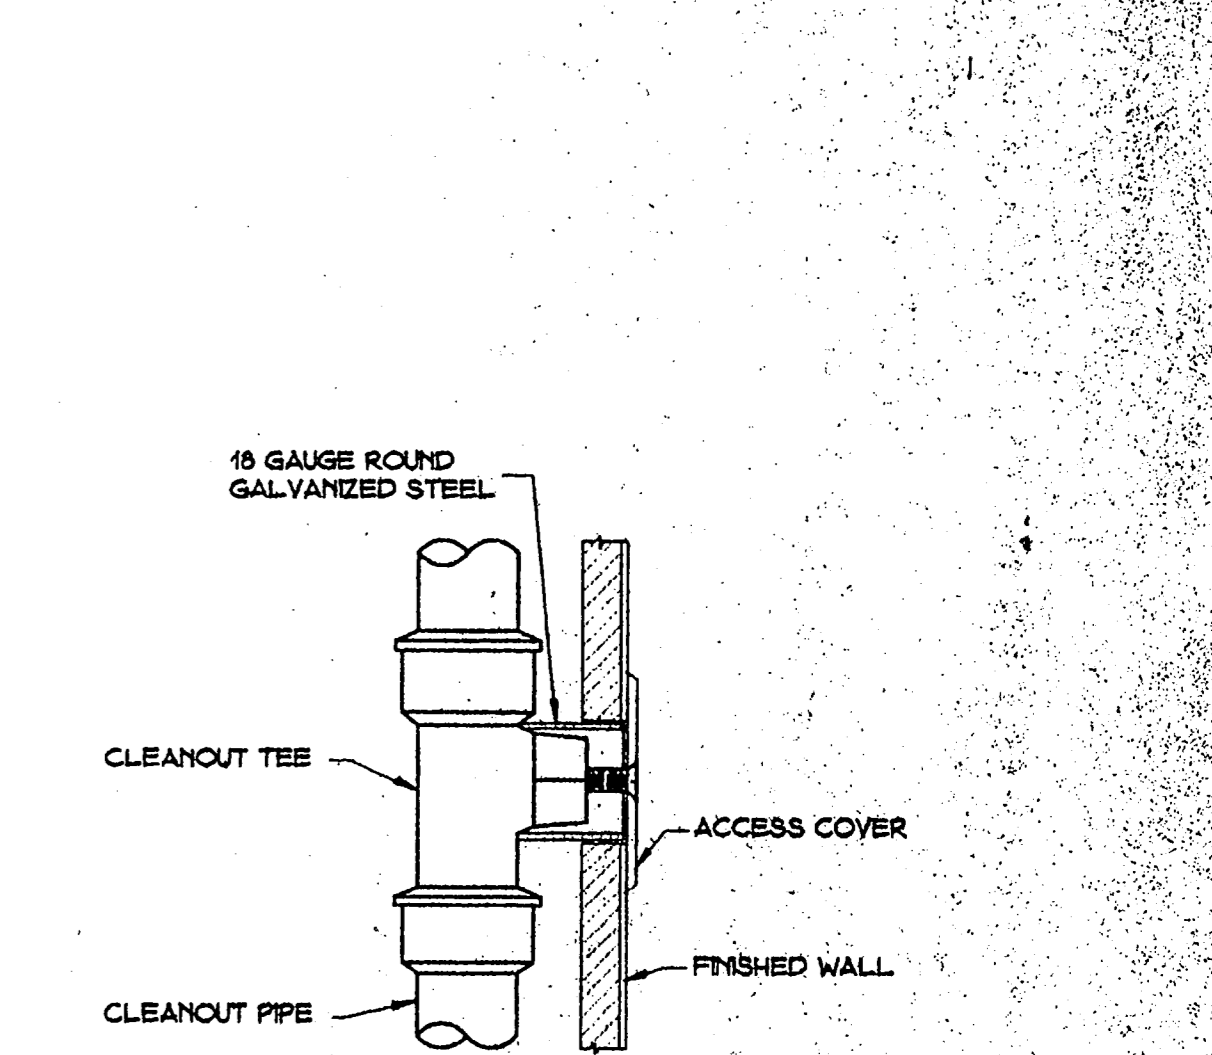 18 GAUGE ROUND
GALVANIZED STEEL
CLEANOUT TEE
ACCESS COVER
FINISHED WALL
CLEANOUT PIPE